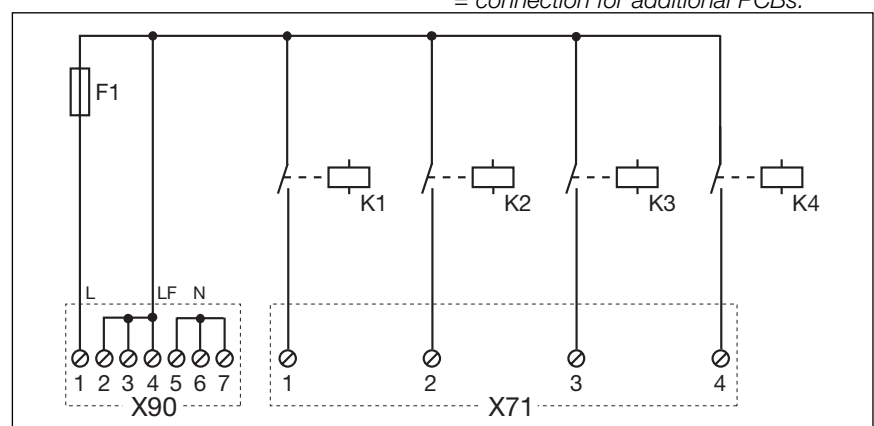 = connection for additional PCBs.
F1
K1 K2 K3 K4
L LF N
1 2 3 4 5 6 7 1 2 3 4
X90 X71